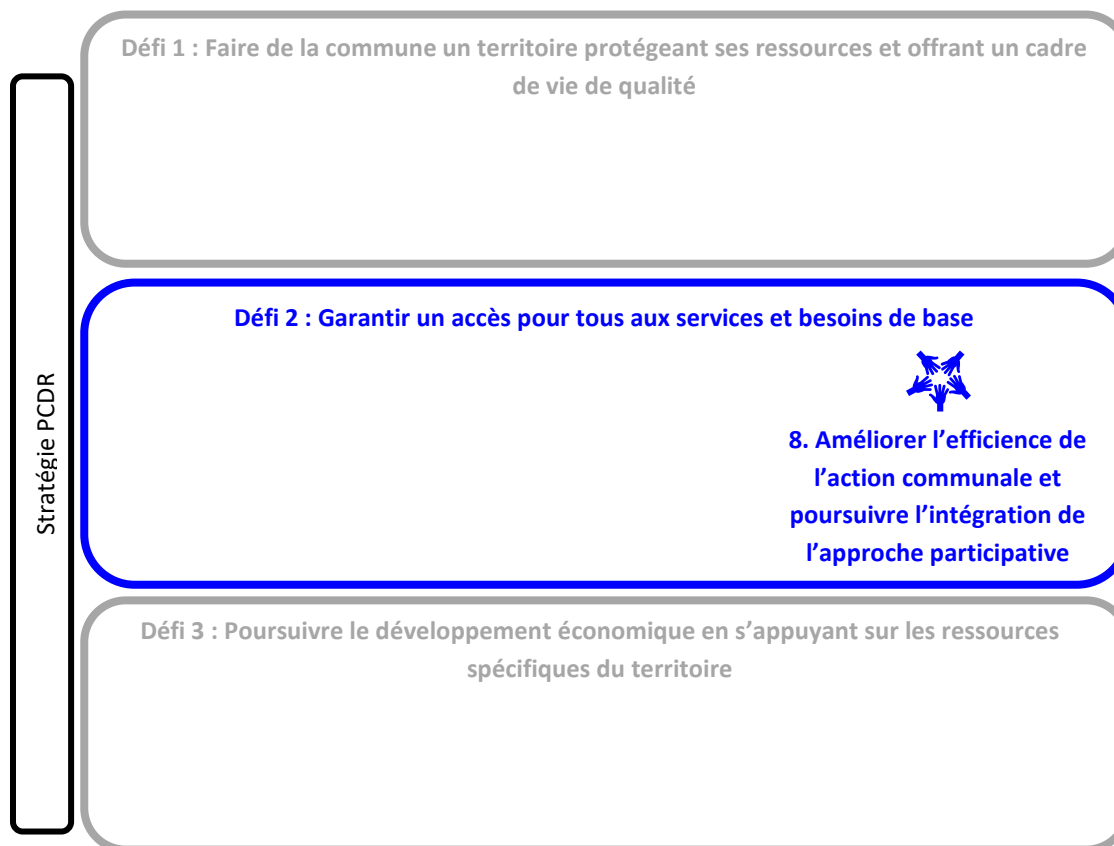 Stratégie PCDR
Défi 1 : Faire de la commune un territoire protégeant ses ressources et offrant un cadre
de vie de qualité
Défi 2 : Garantir un accès pour tous aux services et besoins de base
8. Améliorer l’efficience de
l’action communale et
poursuivre l’intégration de
l’approche participative
Défi 3 : Poursuivre le développement économique en s’appuyant sur les ressources
spécifiques du territoire